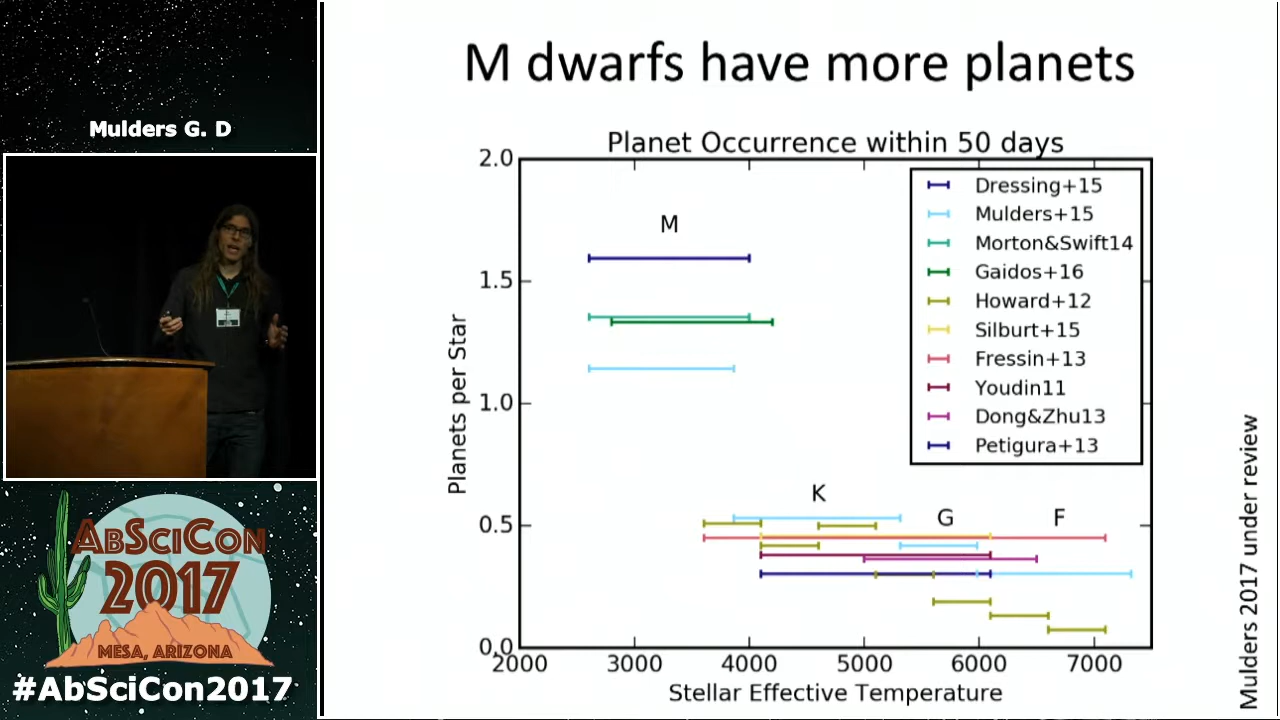 Mulders G. D
AbSciCon
2017
MESA, ARIZONA
#AbSciCon2017
M dwarfs have more planets
Planet Occurrence within 50 days
2.0
1.5
1.0
0.5
0.0
Planets per Star
M
K
G
F
Dressing+15
Mulders+15
Morton&Swift14
Gaidos+16
Howard+12
Silburt+15
Fressin+13
Youdin11
Dong&Zhu13
Petigura+13
2000 3000 4000 5000 6000 7000
Stellar Effective Temperature
Mulders 2017 under review